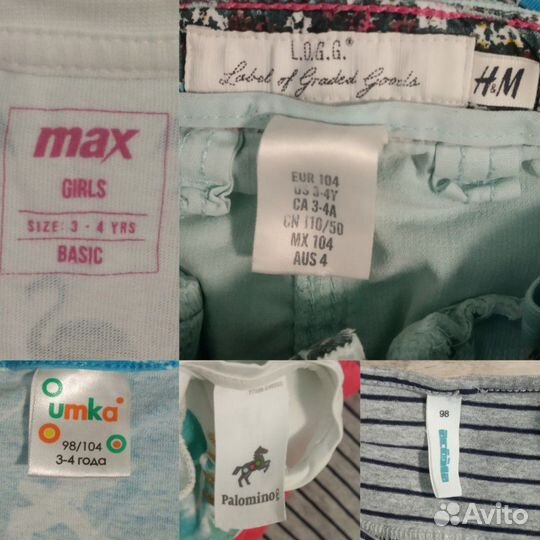 max
GIRLS
SIZE: 3 - 4 YRS
BASIC
L.O.G.G.®
Label of Graded Goods
H&M
EUR 104
US 3-4Y
CA 3-4A
CN 110/50
MX 104
AUS 4
umka
98/104
3-4 года
Palomino®
98
Avito